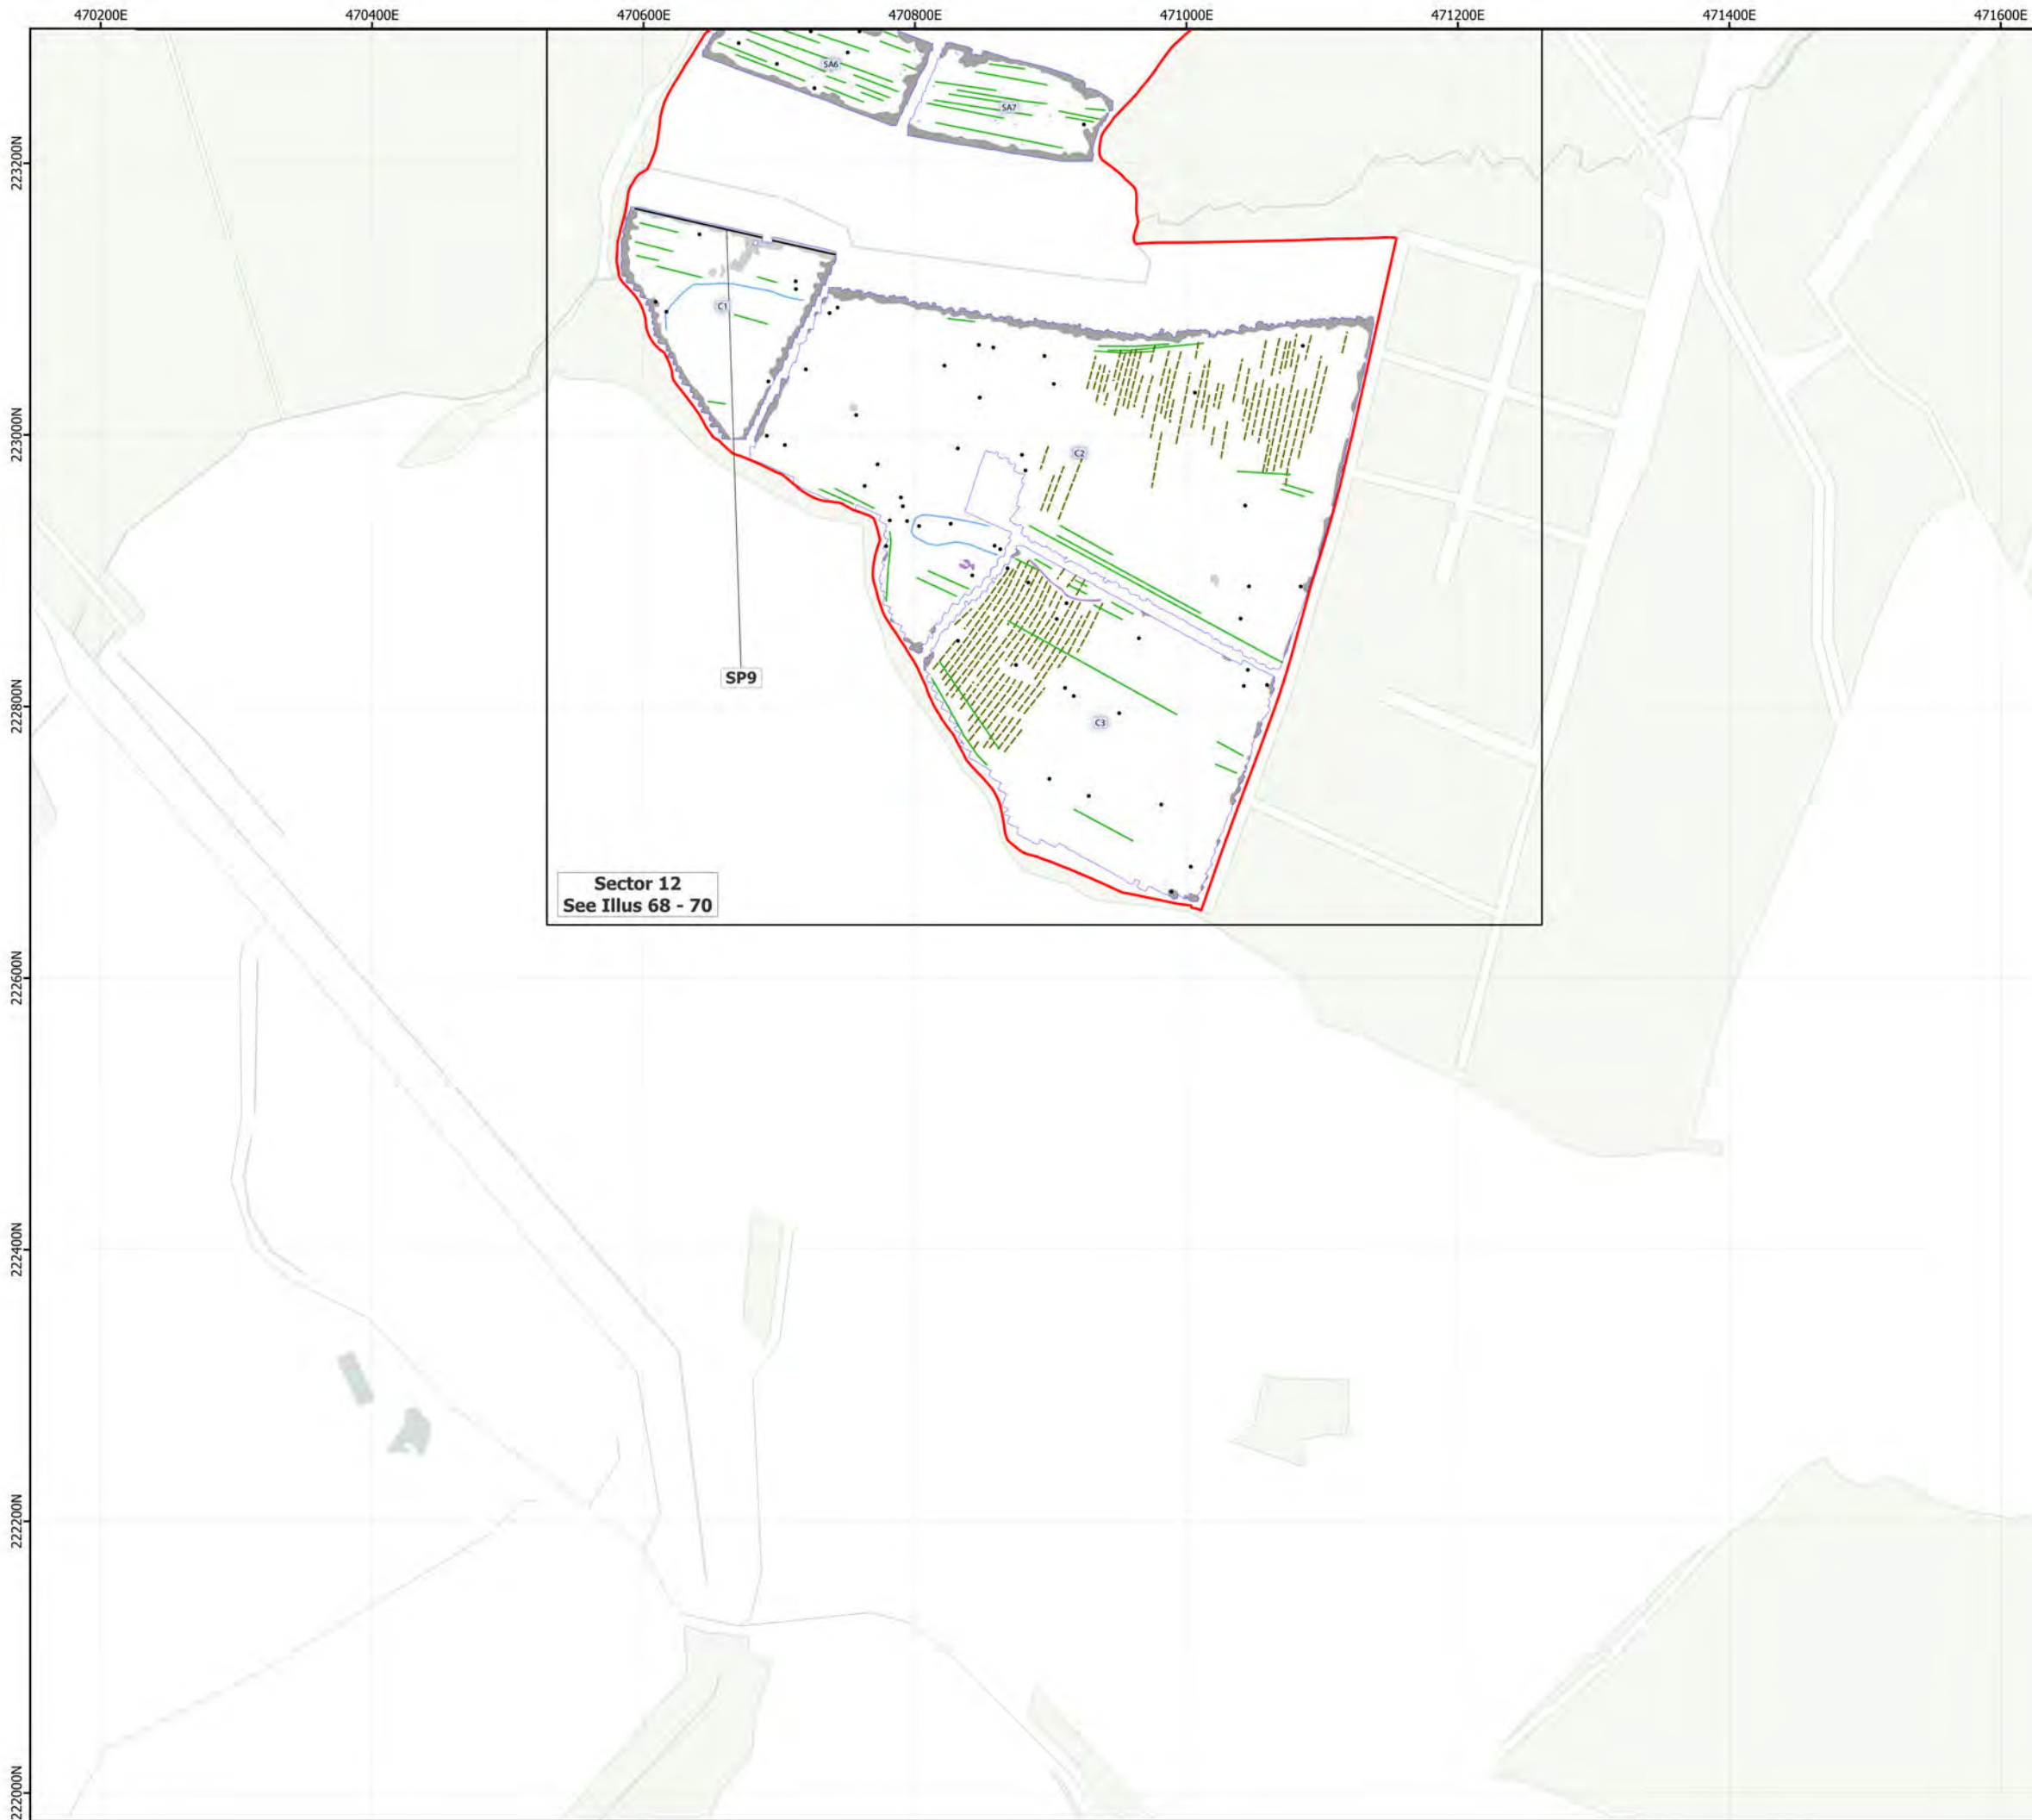 470200E
470400E
470600E
470800E
471000E
471200E
471400E
471600E
SA6
SA7
223200N
C1
223000N
C2
222800N
SP9
C3
Sector 12
See Illus 68 - 70
222600N
222400N
222200N
222000N